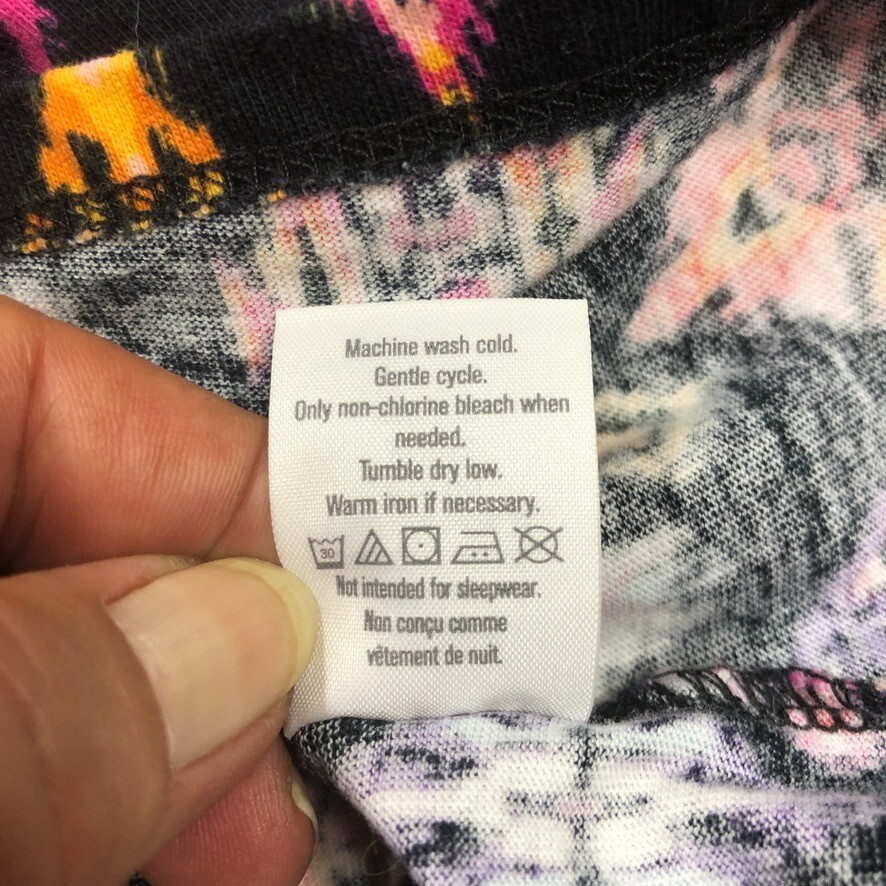 Machine wash cold.
Gentle cycle.
Only non-chlorine bleach when
needed.
Tumble dry low.
Warm iron if necessary.
30
Not intended for sleepwear.
Non conçu comme
vêtement de nuit.